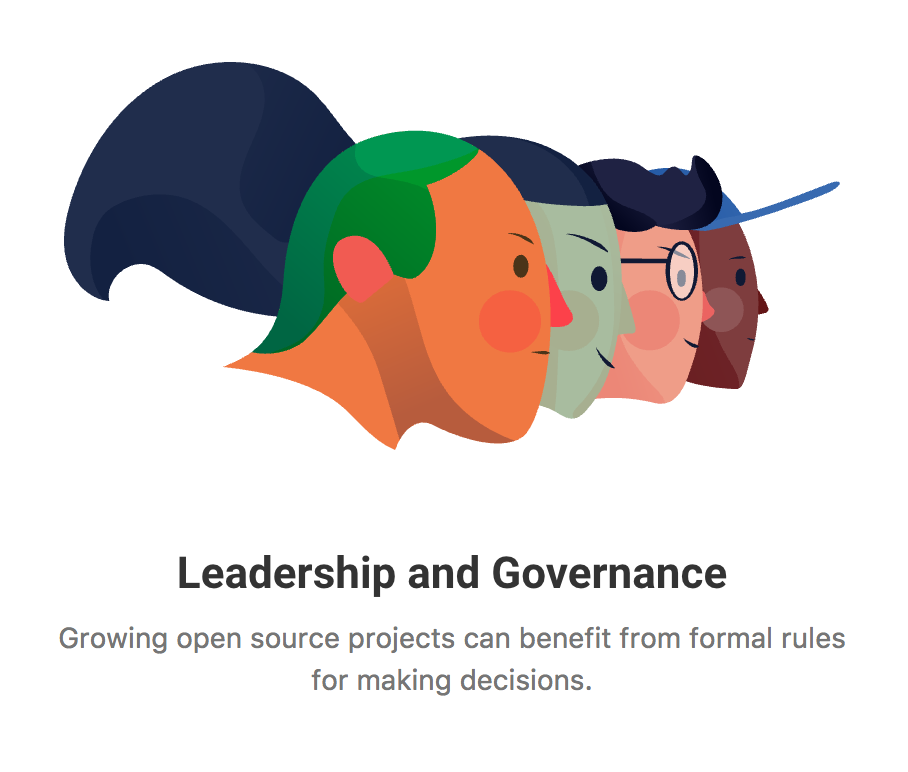 Leadership and Governance
Growing open source projects can benefit from formal rules
for making decisions.